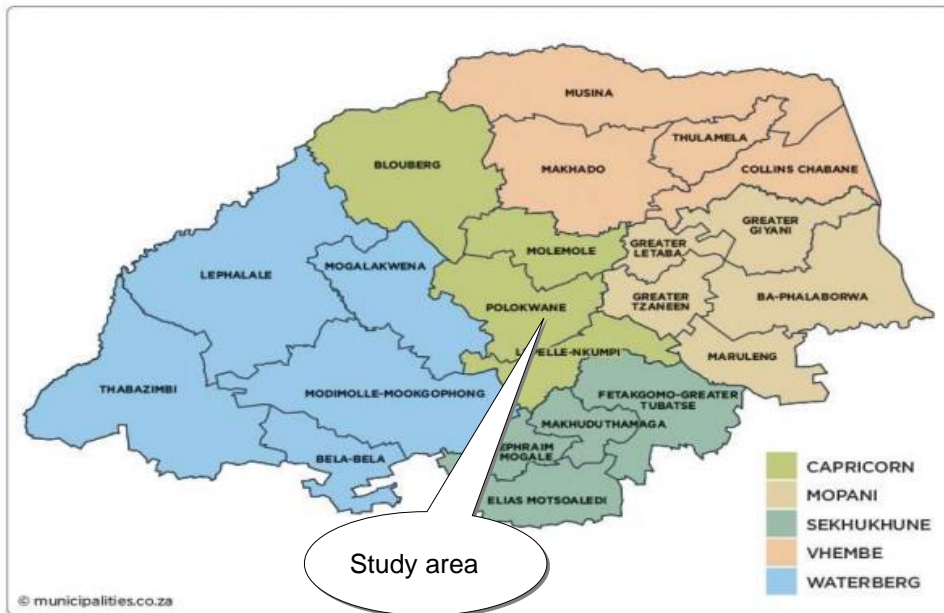 MUSINA
THULAMELA
BLOUBERG
MAKHADO
COLLINS CHABANE
GREATER
GIYANI
MOLEMOLE
GREATER
LETABA
LEPHALALE
MOGALAKWENA
POLOKWANE
GREATER
TZANEEN
BA-PHALABORWA
LEPELLE-NKUMPI
MARULENG
THABAZIMBI
MODIMOLLE-MOOKGOPHONG
FETAKGOMO-GREATER
TUBATSE
MAKHUDUTHAMAGA
EPHRAIM
MOGALE
BELA-BELA
ELIAS MOTSOALEDI
CAPRICORN
MOPANI
SEKHUKHUNE
VHEMBE
WATERBERG
Study area
© municipalities.co.za